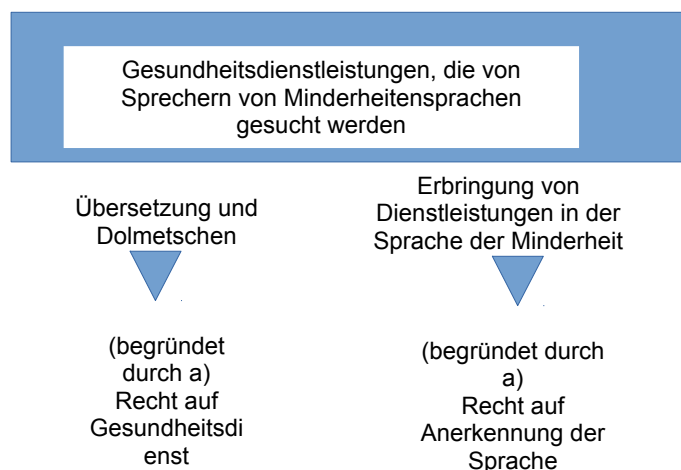 Gesundheitsdienstleistungen, die von
Sprechern von Minderheitensprachen
gesucht werden
Übersetzung und
Dolmetschen
Erbringung von
Dienstleistungen in der
Sprache der Minderheit
(begründet
durch a)
Recht auf
Gesundheitsdi
enst
(begründet durch
a)
Recht auf
Anerkennung der
Sprache